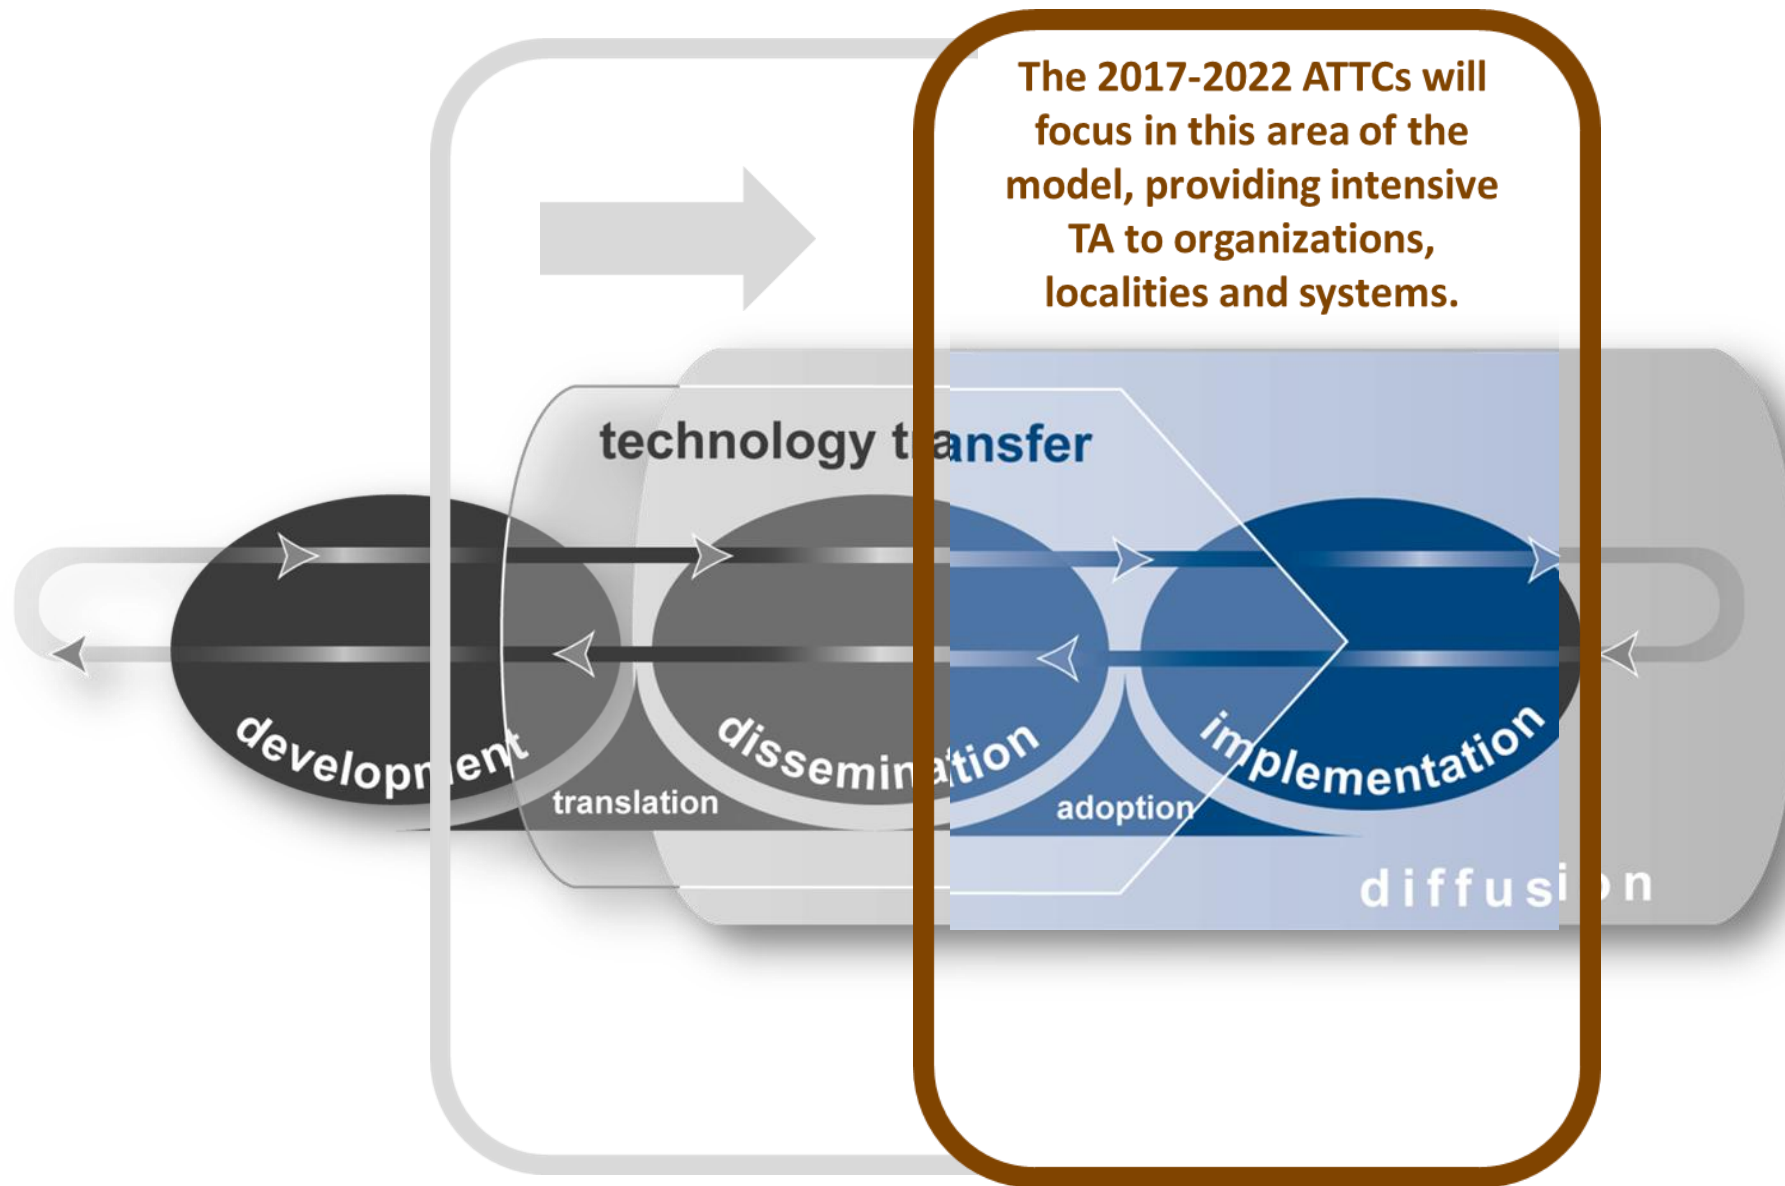 The 2017-2022 ATTCs will
focus in this area of the
model, providing intensive
TA to organizations,
localities and systems.
technology transfer
development
dissemination
implementation
translation
adoption
diffusion